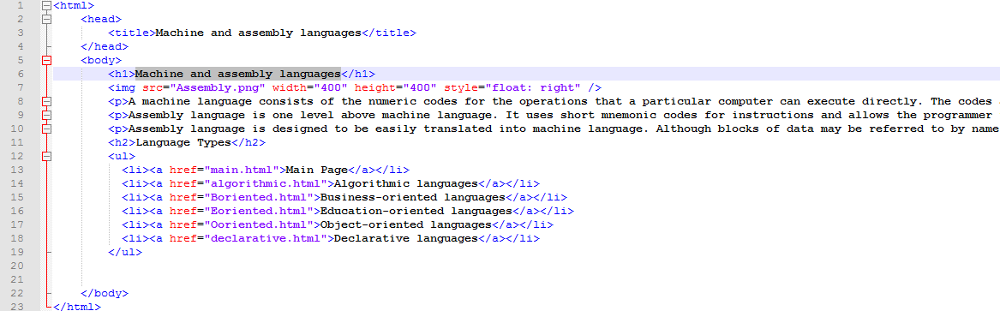 1 <html>
2 <head>
3 <title>Machine and assembly languages</title>
4 </head>
5 <body>
6 <h1>Machine and assembly languages</h1>
7 <img src="Assembly.png" width="400" height="400" style="float: right" />
8 <p>A machine language consists of the numeric codes for the operations that a particular computer can execute directly. The codes
9 <p>Assembly language is one level above machine language. It uses short mnemonic codes for instructions and allows the programmer
10 <p>Assembly language is designed to be easily translated into machine language. Although blocks of data may be referred to by name
11 <h2>Language Types</h2>
12 <ul>
13 <li><a href="main.html">Main Page</a></li>
14 <li><a href="algorithmic.html">Algorithmic languages</a></li>
15 <li><a href="Boriented.html">Business-oriented languages</a></li>
16 <li><a href="Eoriented.html">Education-oriented languages</a></li>
17 <li><a href="Ooriented.html">Object-oriented languages</a></li>
18 <li><a href="declarative.html">Declarative languages</a></li>
19 </ul>
20
21
22 </body>
23 </html>